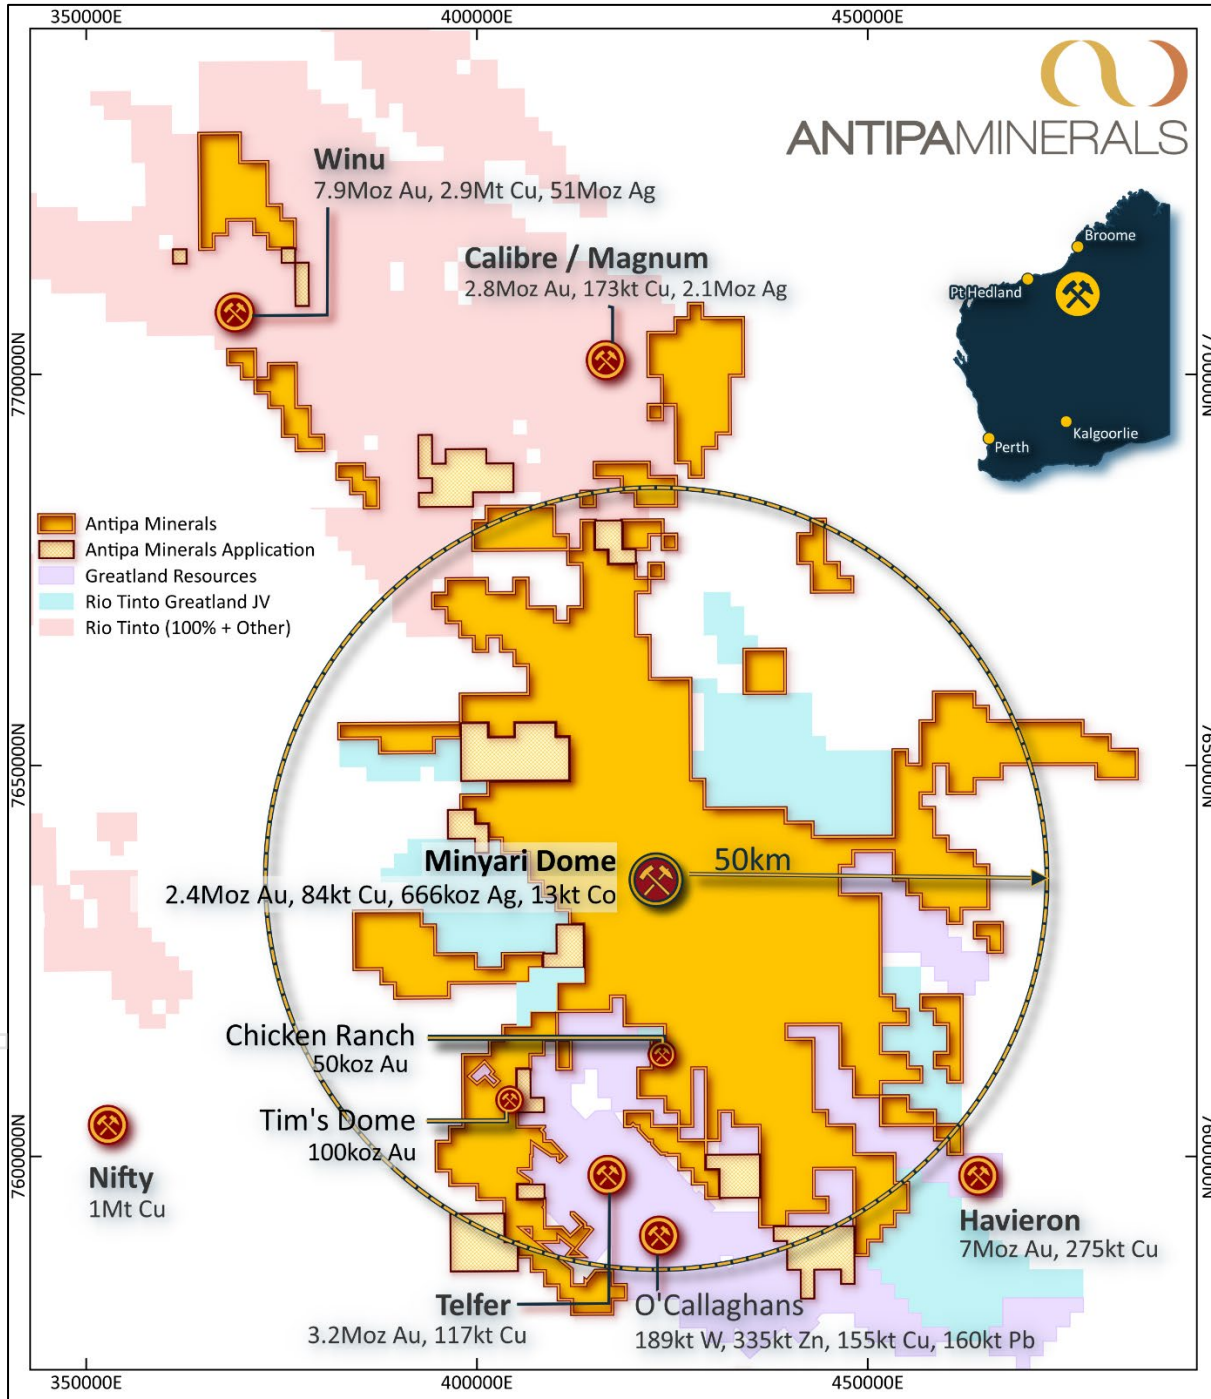 350000E
400000E
450000E
ANTIPAMINERALS
Winu
7.9Moz Au, 2.9Mt Cu, 51Moz Ag
Calibre / Magnum
2.8Moz Au, 173kt Cu, 2.1Moz Ag
Broome
Pt Hedland
Kalgoorlie
Perth
7700000N
7700000N
Antipa Minerals
Antipa Minerals Application
Greatland Resources
Rio Tinto Greatland JV
Rio Tinto (100% + Other)
7650000N
7650000N
Minyari Dome
2.4Moz Au, 84kt Cu, 666koz Ag, 13kt Co
50km
Chicken Ranch
50koz Au
Tim's Dome
100koz Au
7600000N
7600000N
Nifty
1Mt Cu
Havieron
7Moz Au, 275kt Cu
Telfer
3.2Moz Au, 117kt Cu
O'Callaghans
189kt W, 335kt Zn, 155kt Cu, 160kt Pb
350000E
400000E
450000E